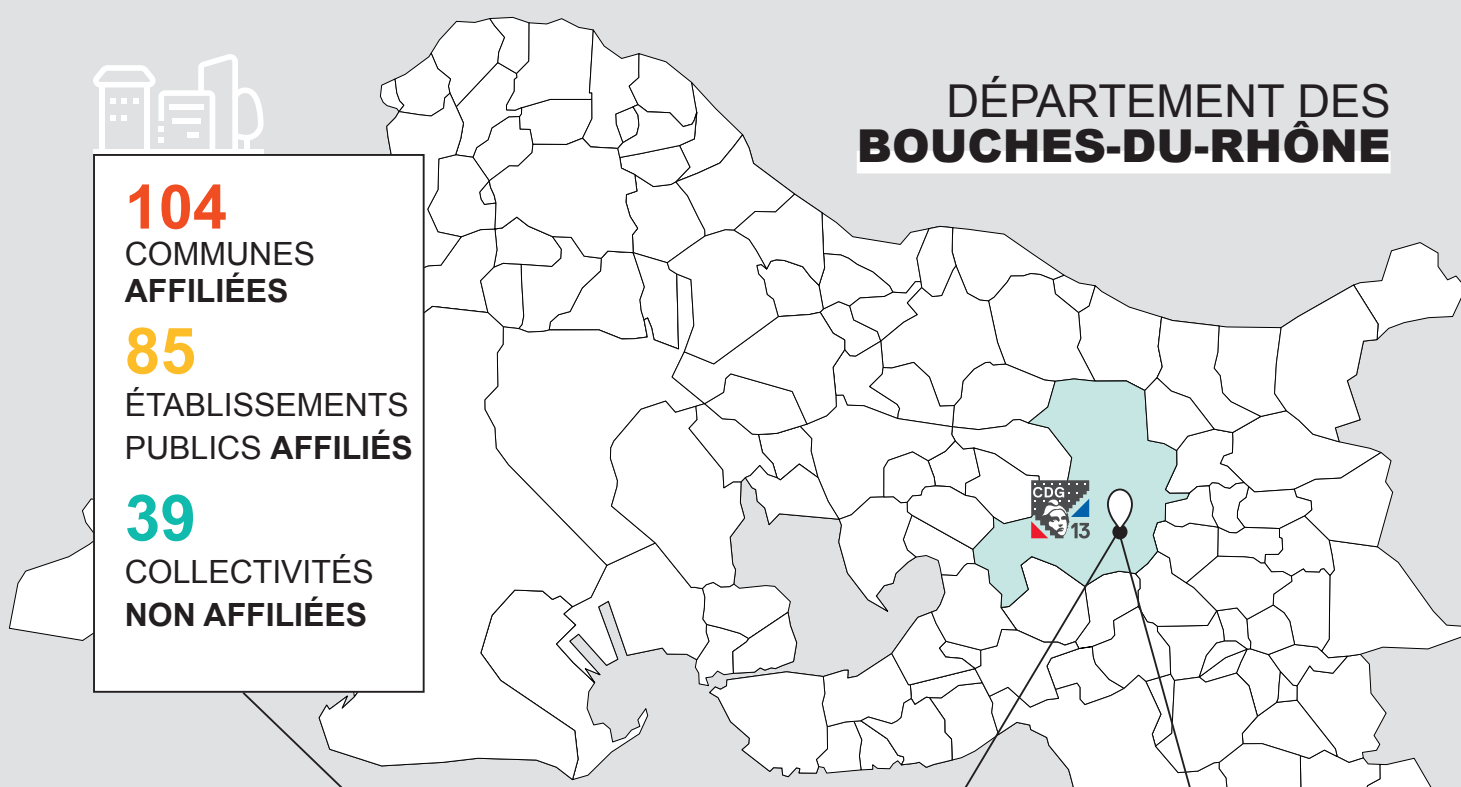 DÉPARTEMENT DES
BOUCHES-DU-RHÔNE
104
COMMUNES
AFFILIÉES
85
ÉTABLISSEMENTS
PUBLICS AFFILIÉS
39
COLLECTIVITÉS
NON AFFILIÉES
CDG
13